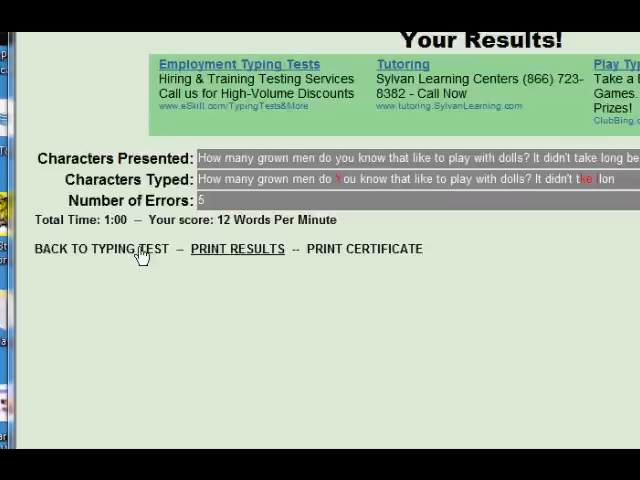 Your Results!
Employment Typing Tests
Hiring & Training Testing Services
Call us for High-Volume Discounts
www.eSkill.com/TypingTests&More
Tutoring
Sylvan Learning Centers (866) 723-
8382 - Call Now
www.tutoring.SylvanLearning.com
Play Ty
Take a B
Games.
Prizes!
ClubBing.c
Characters Presented: How many grown men do you know that like to play with dolls? It didn't take long be
Characters Typed: How many grown men do You know that like to play with dolls? It didn't tke lon
Number of Errors: 5
Total Time: 1:00 – Your score: 12 Words Per Minute
BACK TO TYPING TEST – PRINT RESULTS -- PRINT CERTIFICATE